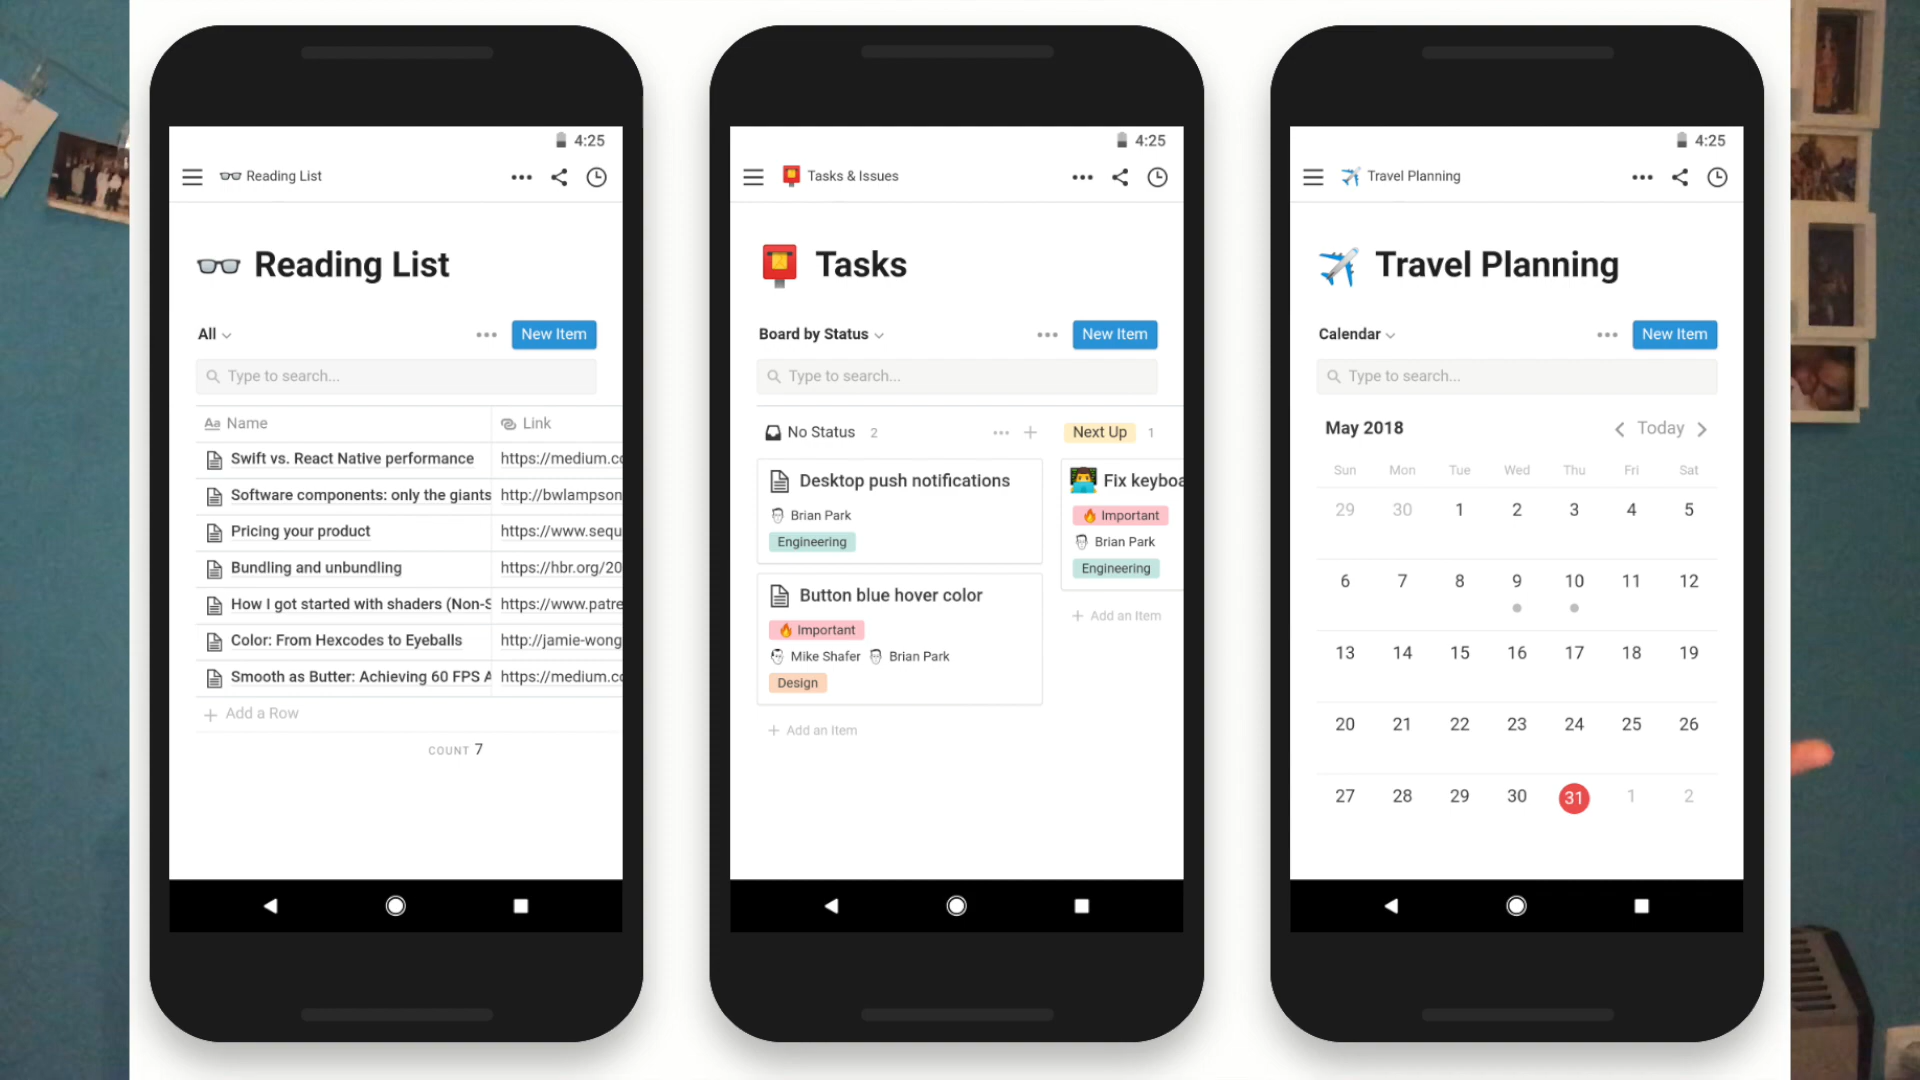 4:25
Reading List
Reading List
All
New Item
Type to search...
Name
Link
Swift vs. React Native performance
https://medium.co
Software components: only the giants
http://bwlampson
Pricing your product
https://www.sequ
Bundling and unbundling
https://hbr.org/20
How I got started with shaders (Non-S
https://www.patre
Color: From Hexcodes to Eyeballs
http://jamie-wong
Smooth as Butter: Achieving 60 FPS A
https://medium.co
Add a Row
COUNT 7
4:25
Tasks & Issues
Tasks
Board by Status
New Item
Type to search...
No Status 2
Desktop push notifications
Brian Park
Engineering
Button blue hover color
Important
Mike Shafer Brian Park
Design
Add an Item
Next Up 1
Fix keyboa
Important
Brian Park
Engineering
Add an Item
4:25
Travel Planning
Travel Planning
Calendar
New Item
Type to search...
May 2018
Today
Sun Mon Tue Wed Thu Fri Sat
29 30 1 2 3 4 5
6 7 8 9 10 11 12
13 14 15 16 17 18 19
20 21 22 23 24 25 26
27 28 29 30 31 1 2